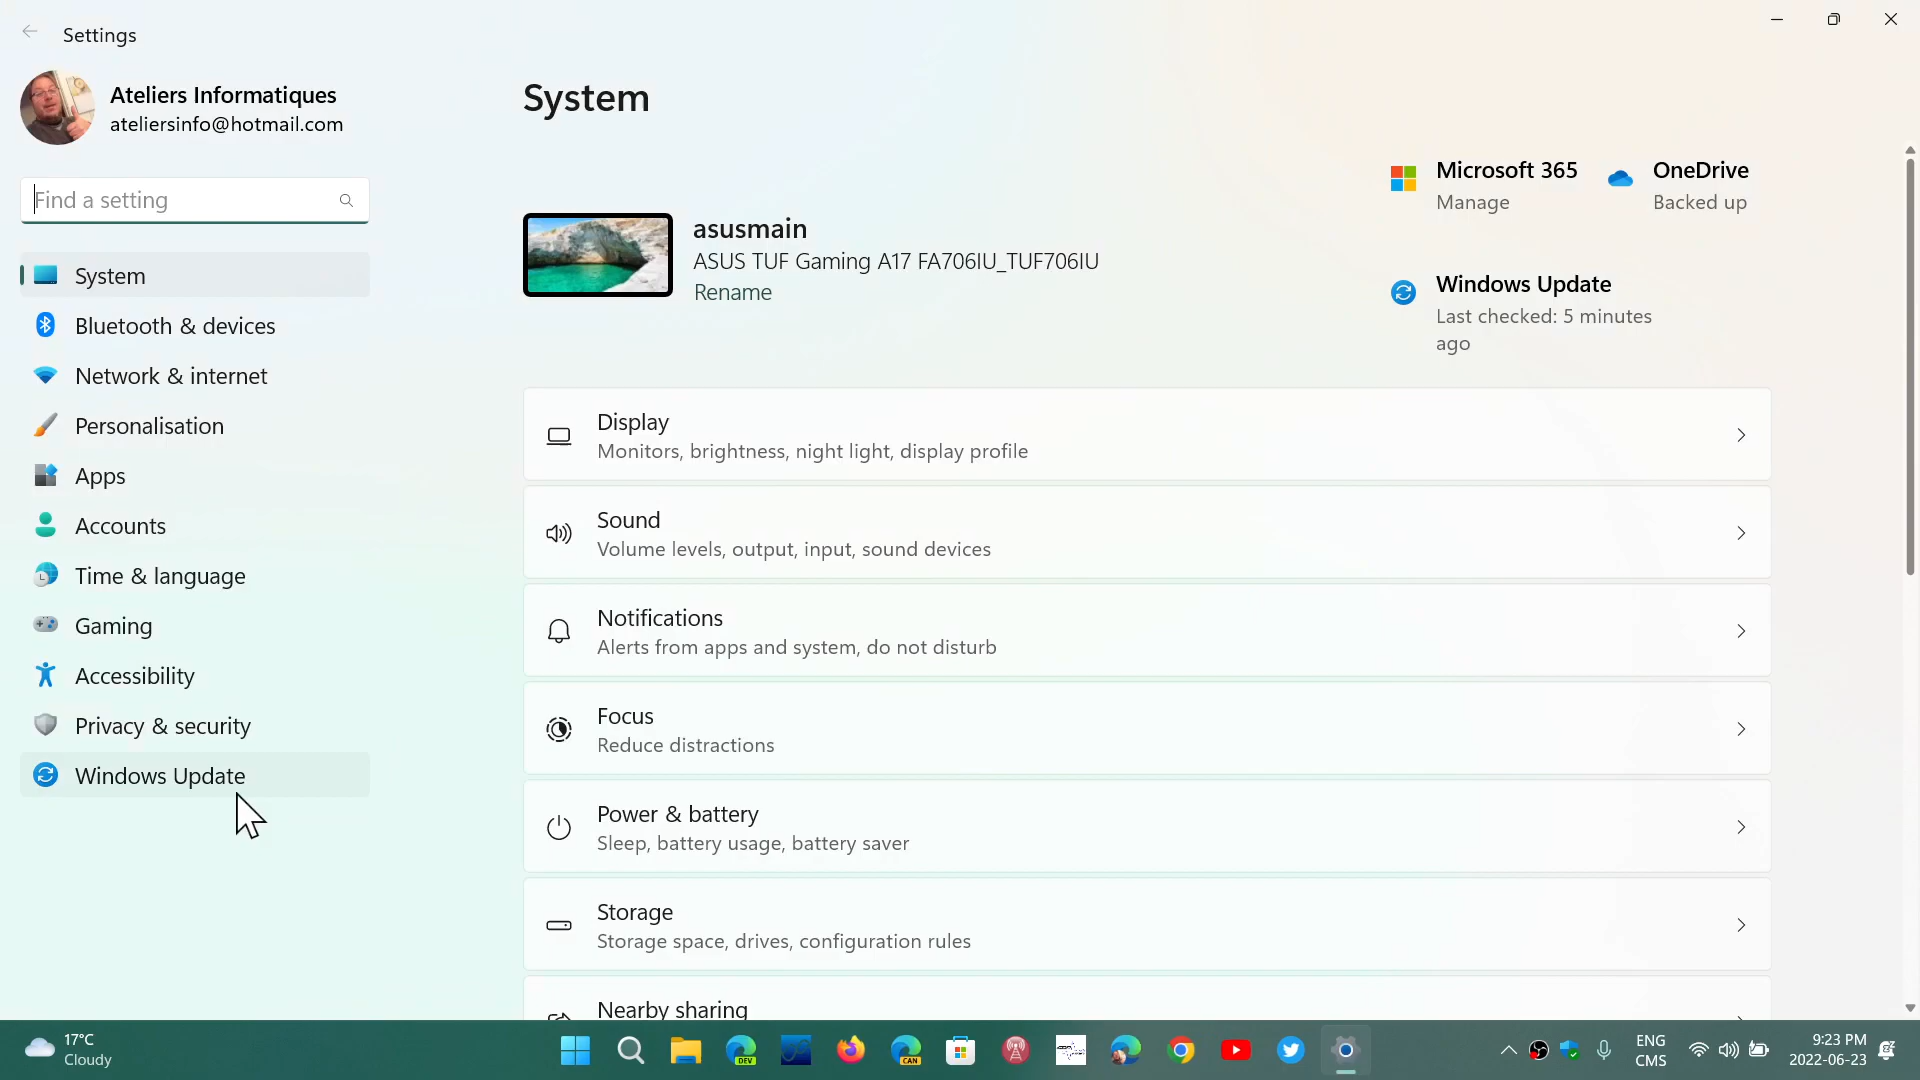 Settings
Ateliers Informatiques
ateliersinfo@hotmail.com
Find a setting
System
Bluetooth & devices
Network & internet
Personalisation
Apps
Accounts
Time & language
Gaming
Accessibility
Privacy & security
Windows Update
System
asusmain
ASUS TUF Gaming A17 FA706IU_TUF706IU
Rename
Microsoft 365
Manage
OneDrive
Backed up
Windows Update
Last checked: 5 minutes
ago
Display
Monitors, brightness, night light, display profile
Sound
Volume levels, output, input, sound devices
Notifications
Alerts from apps and system, do not disturb
Focus
Reduce distractions
Power & battery
Sleep, battery usage, battery saver
Storage
Storage space, drives, configuration rules
Nearby sharing
17°C
Cloudy
DEV
CAN
ENG
CMS
9:23 PM
2022-06-23